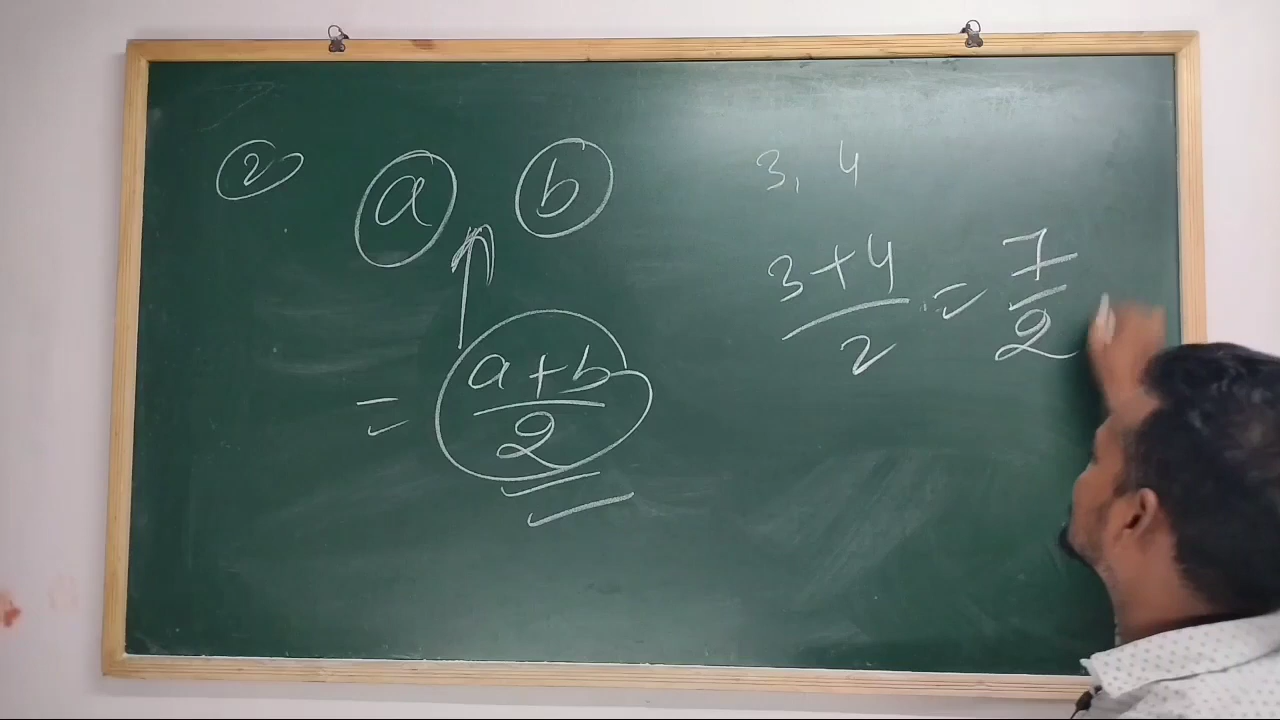 2 a b
= a+b/2
3, 4
3+4/2 = 7/2